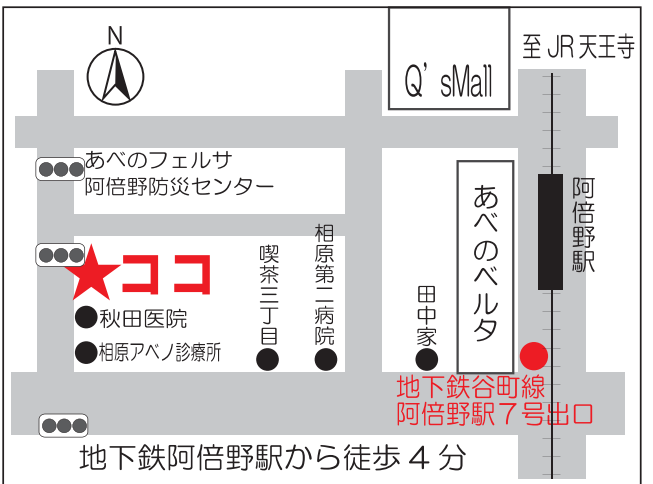 N
Q's Mall
至JR天王寺
あべのフェルサ
阿倍野防災センター
阿倍野駅
あべのベルタ
相原第二病院
喫茶三丁目
田中家
ココ
秋田医院
相原アベノ診療所
地下鉄谷町線
阿倍野駅7号出口
地下鉄阿倍野駅から徒歩4分